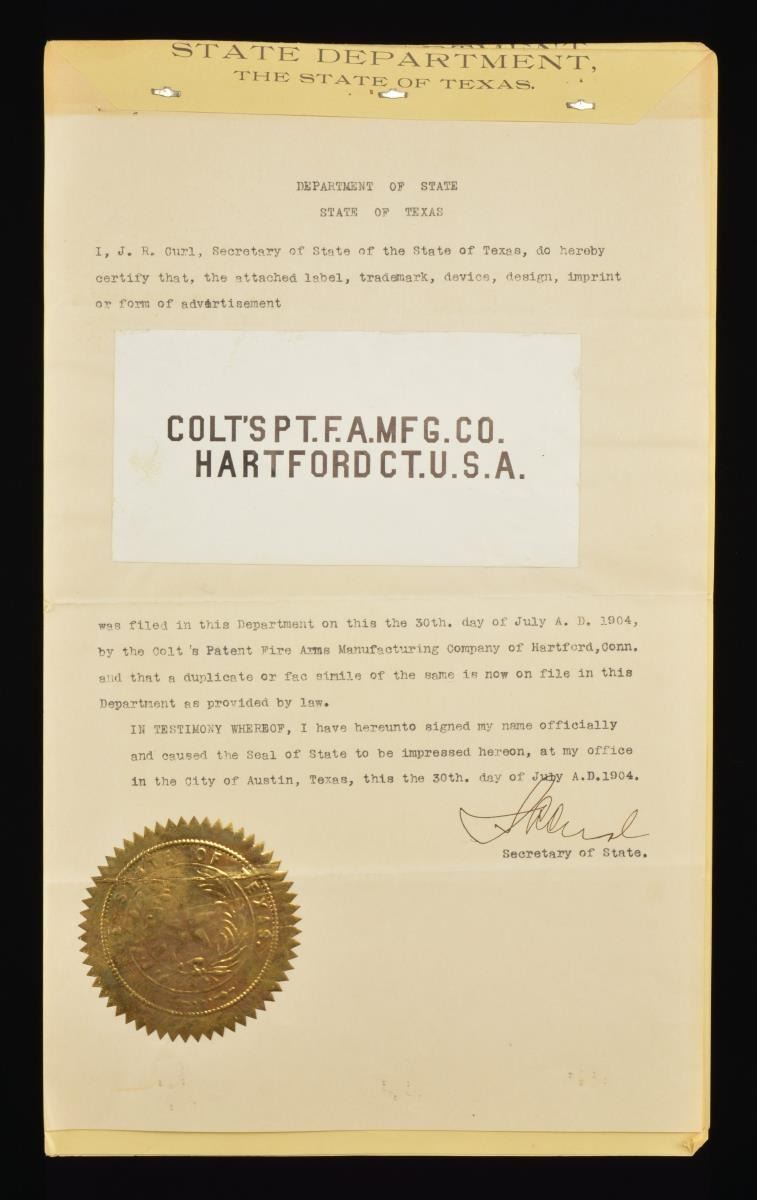 STATE DEPARTMENT,
THE STATE OF TEXAS.
DEPARTMENT OF STATE
STATE OF TEXAS
I, J. R. Curl, Secretary of State of the State of Texas, do hereby
certify that, the attached label, trademark, device, design, imprint
or form of advertisement
COLT'S PT. F. A. MFG. CO.
HARTFORD CT. U. S. A.
was filed in this Department on this the 30th. day of July A. D. 1904,
by the Colt's Patent Fire Arms Manufacturing Company of Hartford, Conn.
and that a duplicate or fac simile of the same is now on file in this
Department as provided by law.
IN TESTIMONY WHEREOF, I have hereunto signed my name officially
and caused the Seal of State to be impressed hereon, at my office
in the City of Austin, Texas, this the 30th. day of July A.D.1904.
Secretary of State.
STATE OF TEXAS.